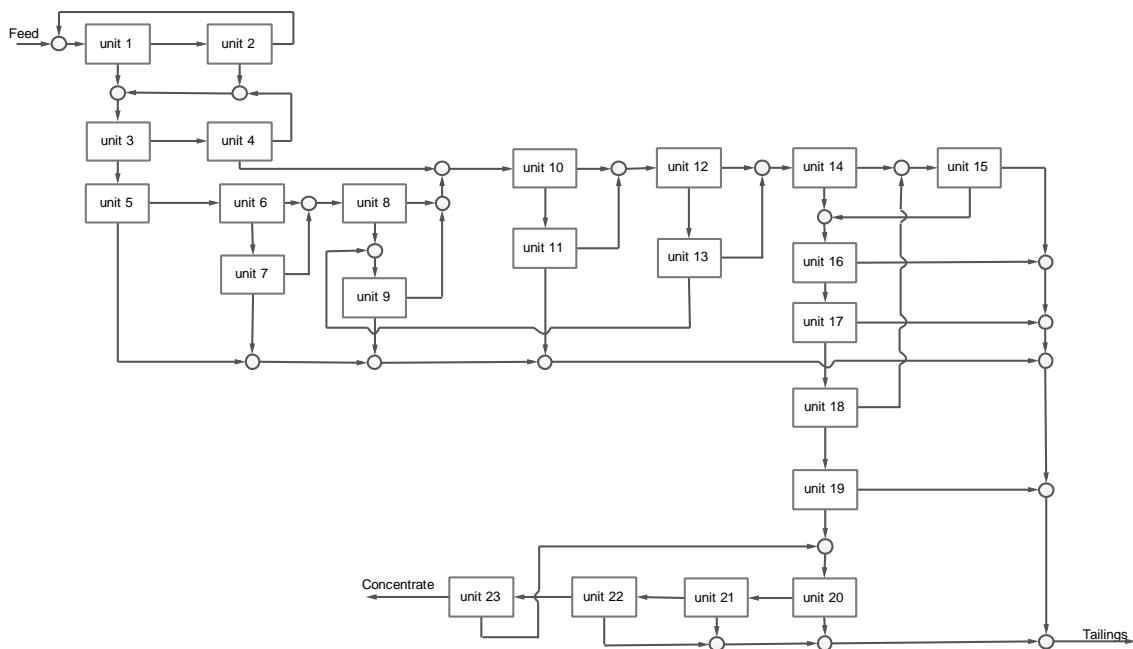 Feed
unit 1
unit 2
unit 3
unit 4
unit 10
unit 12
unit 14
unit 15
unit 5
unit 6
unit 8
unit 11
unit 13
unit 16
unit 7
unit 9
unit 17
unit 18
unit 19
Concentrate
unit 23
unit 22
unit 21
unit 20
Tailings